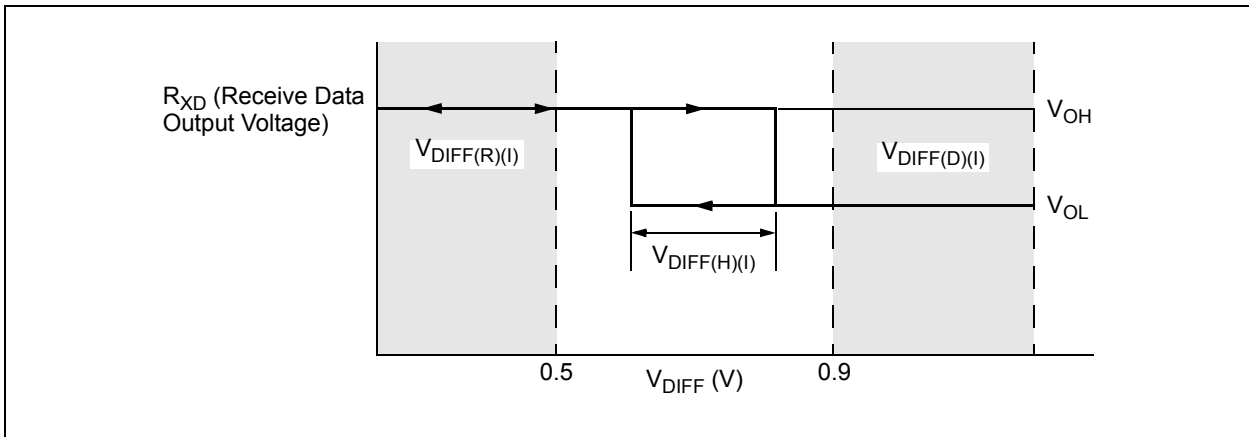 RXD (Receive Data
Output Voltage)
VDIFF(R)(I)
VDIFF(D)(I)
VOH
VOL
VDIFF(H)(I)
0.5
VDIFF (V)
0.9